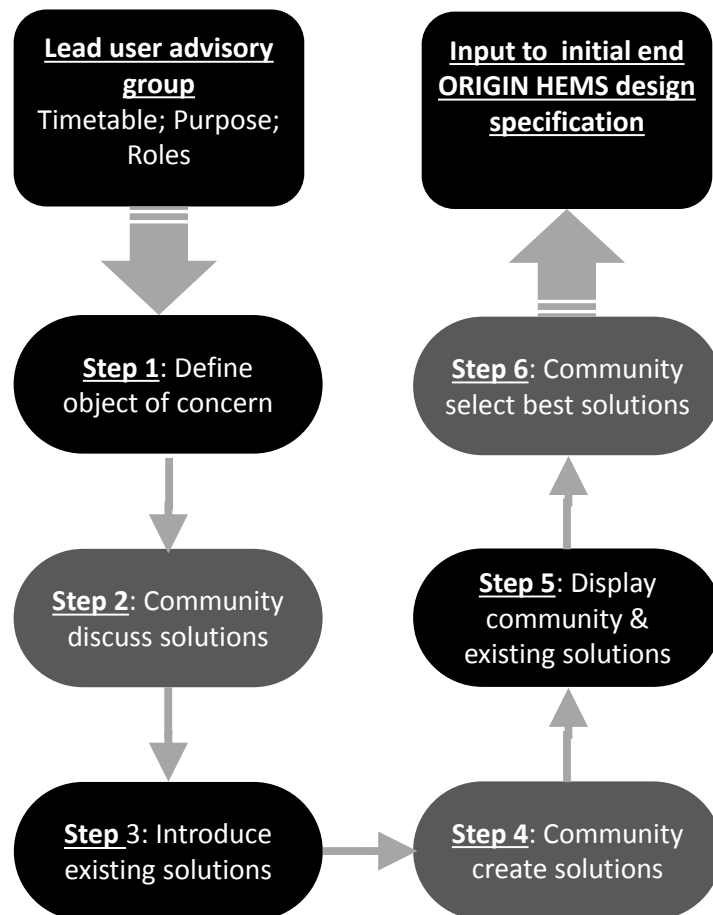 Lead user advisory
group
Timetable; Purpose;
Roles
Step 1: Define
object of concern
Step 2: Community
discuss solutions
Step 3: Introduce
existing solutions
Step 4: Community
create solutions
Step 5: Display
community &
existing solutions
Step 6: Community
select best solutions
Input to  initial end
ORIGIN HEMS design
specification